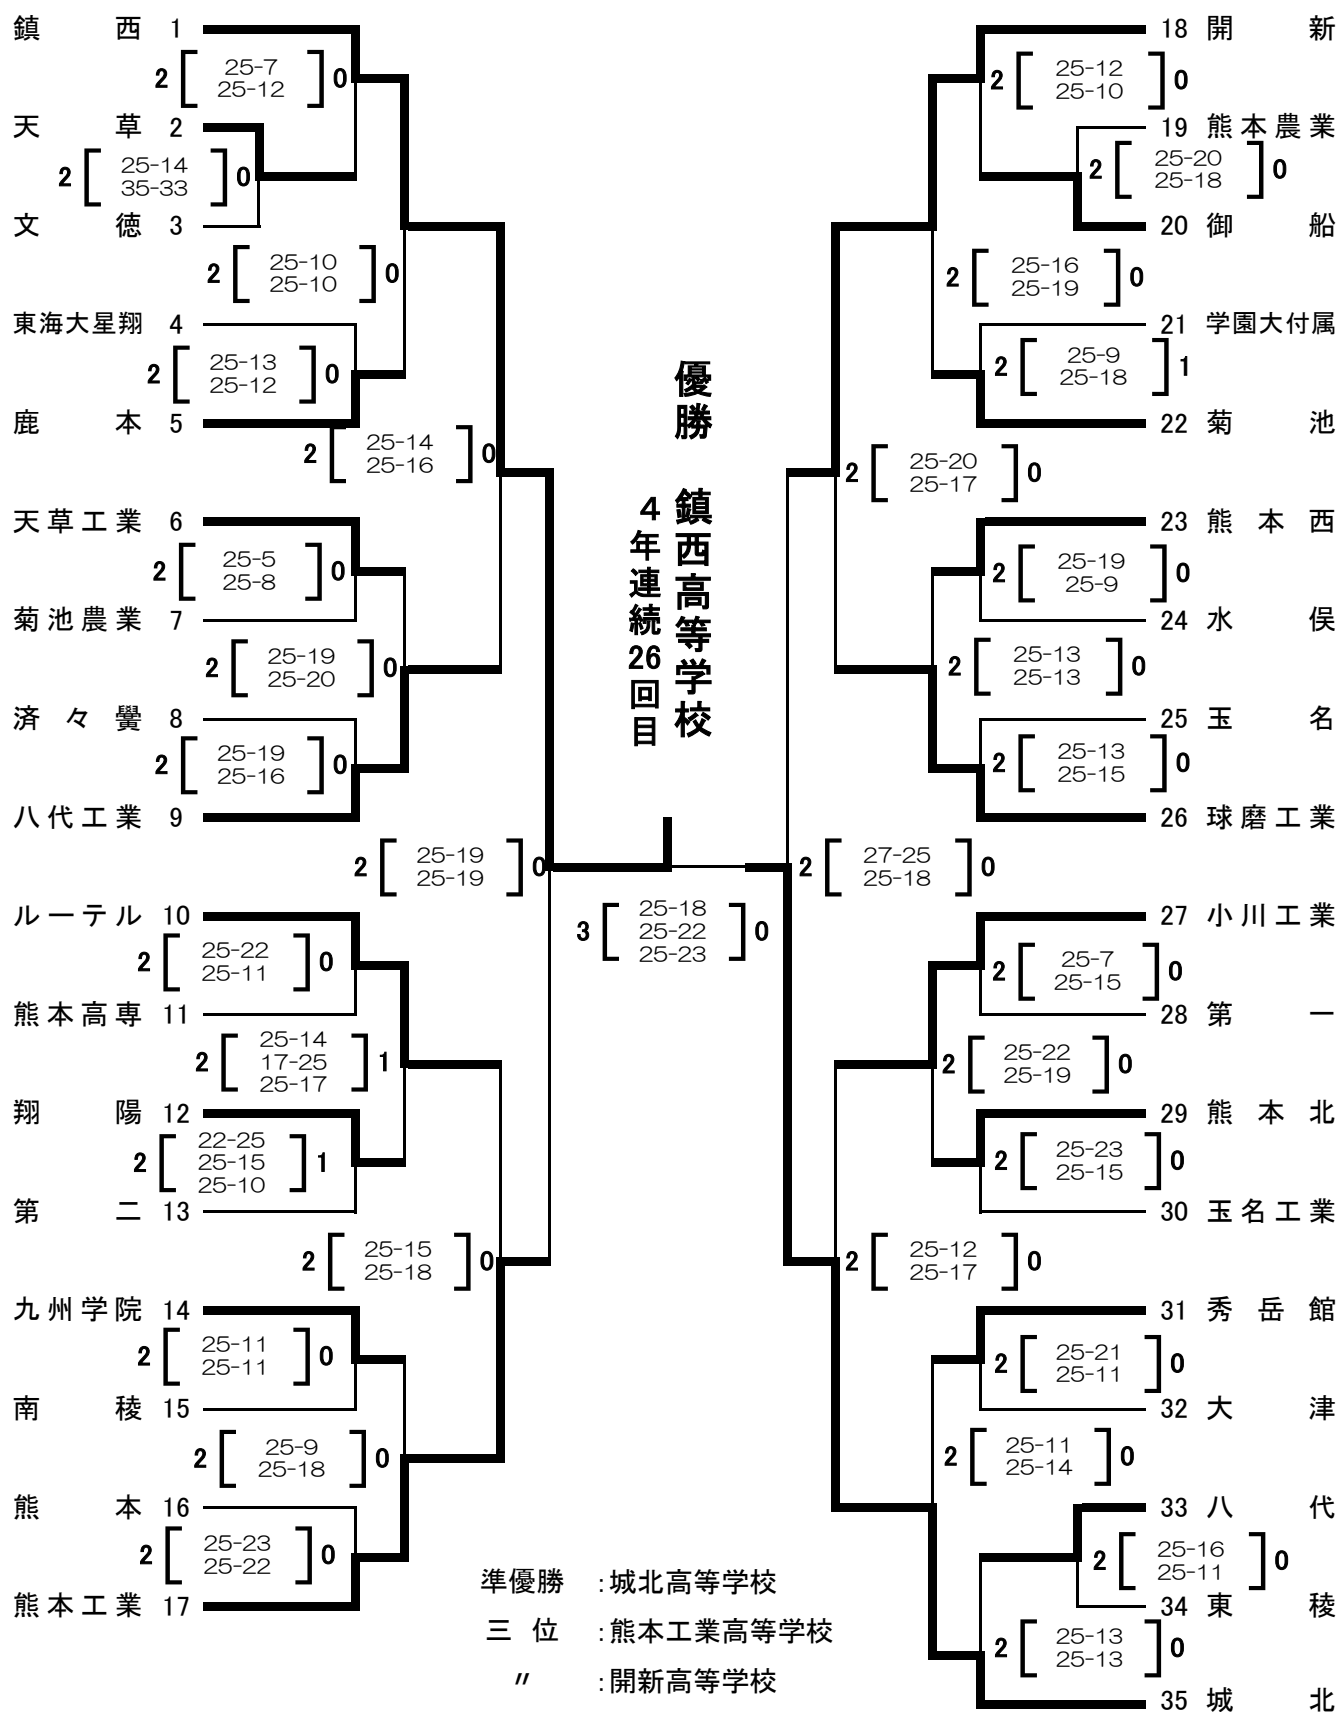 鎮西 1
2 [ 25-7 ] 0
25-12
天草 2
2 [ 25-14 ] 0
35-33
文徳 3
2 [ 25-10 ] 0
25-10
東海大星翔 4
2 [ 25-13 ] 0
25-12
鹿本 5
2 [ 25-14 ] 0
25-16
天草工業 6
2 [ 25-5 ] 0
25-8
菊池農業 7
2 [ 25-19 ] 0
25-20
済々黌 8
2 [ 25-19 ] 0
25-16
八代工業 9
2 [ 25-19 ] 0
25-19
ルーテル 10
2 [ 25-22 ] 0
25-11
熊本高専 11
2 [ 25-14 ] 1
17-25
25-17
翔陽 12
2 [ 22-25 ] 1
25-15
25-10
第二 13
2 [ 25-15 ] 0
25-18
九州学院 14
2 [ 25-11 ] 0
25-11
南稜 15
2 [ 25-9 ] 0
25-18
熊本 16
2 [ 25-23 ] 0
25-22
熊本工業 17
優勝 鎮西高等学校
4年連続26回目
3 [ 25-18 ] 0
25-22
25-23
準優勝 :城北高等学校
三位 :熊本工業高等学校
〃 :開新高等学校
18 開新
2 [ 25-12 ] 0
25-10
19 熊本農業
2 [ 25-20 ] 0
25-18
20 御船
2 [ 25-16 ] 0
25-19
21 学園大付属
2 [ 25-9 ] 1
25-18
22 菊池
2 [ 25-20 ] 0
25-17
23 熊本西
2 [ 25-19 ] 0
25-9
24 水俣
2 [ 25-13 ] 0
25-13
25 玉名
2 [ 25-13 ] 0
25-15
26 球磨工業
2 [ 27-25 ] 0
25-18
27 小川工業
2 [ 25-7 ] 0
25-15
28 第一
2 [ 25-22 ] 0
25-19
29 熊本北
2 [ 25-23 ] 0
25-15
30 玉名工業
2 [ 25-12 ] 0
25-17
31 秀岳館
2 [ 25-21 ] 0
25-11
32 大津
2 [ 25-11 ] 0
25-14
33 八代
2 [ 25-16 ] 0
25-11
34 東稜
2 [ 25-13 ] 0
25-13
35 城北